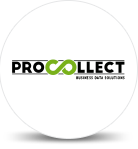 PROCOLLECT
BUSINESS DATA SOLUTIONS